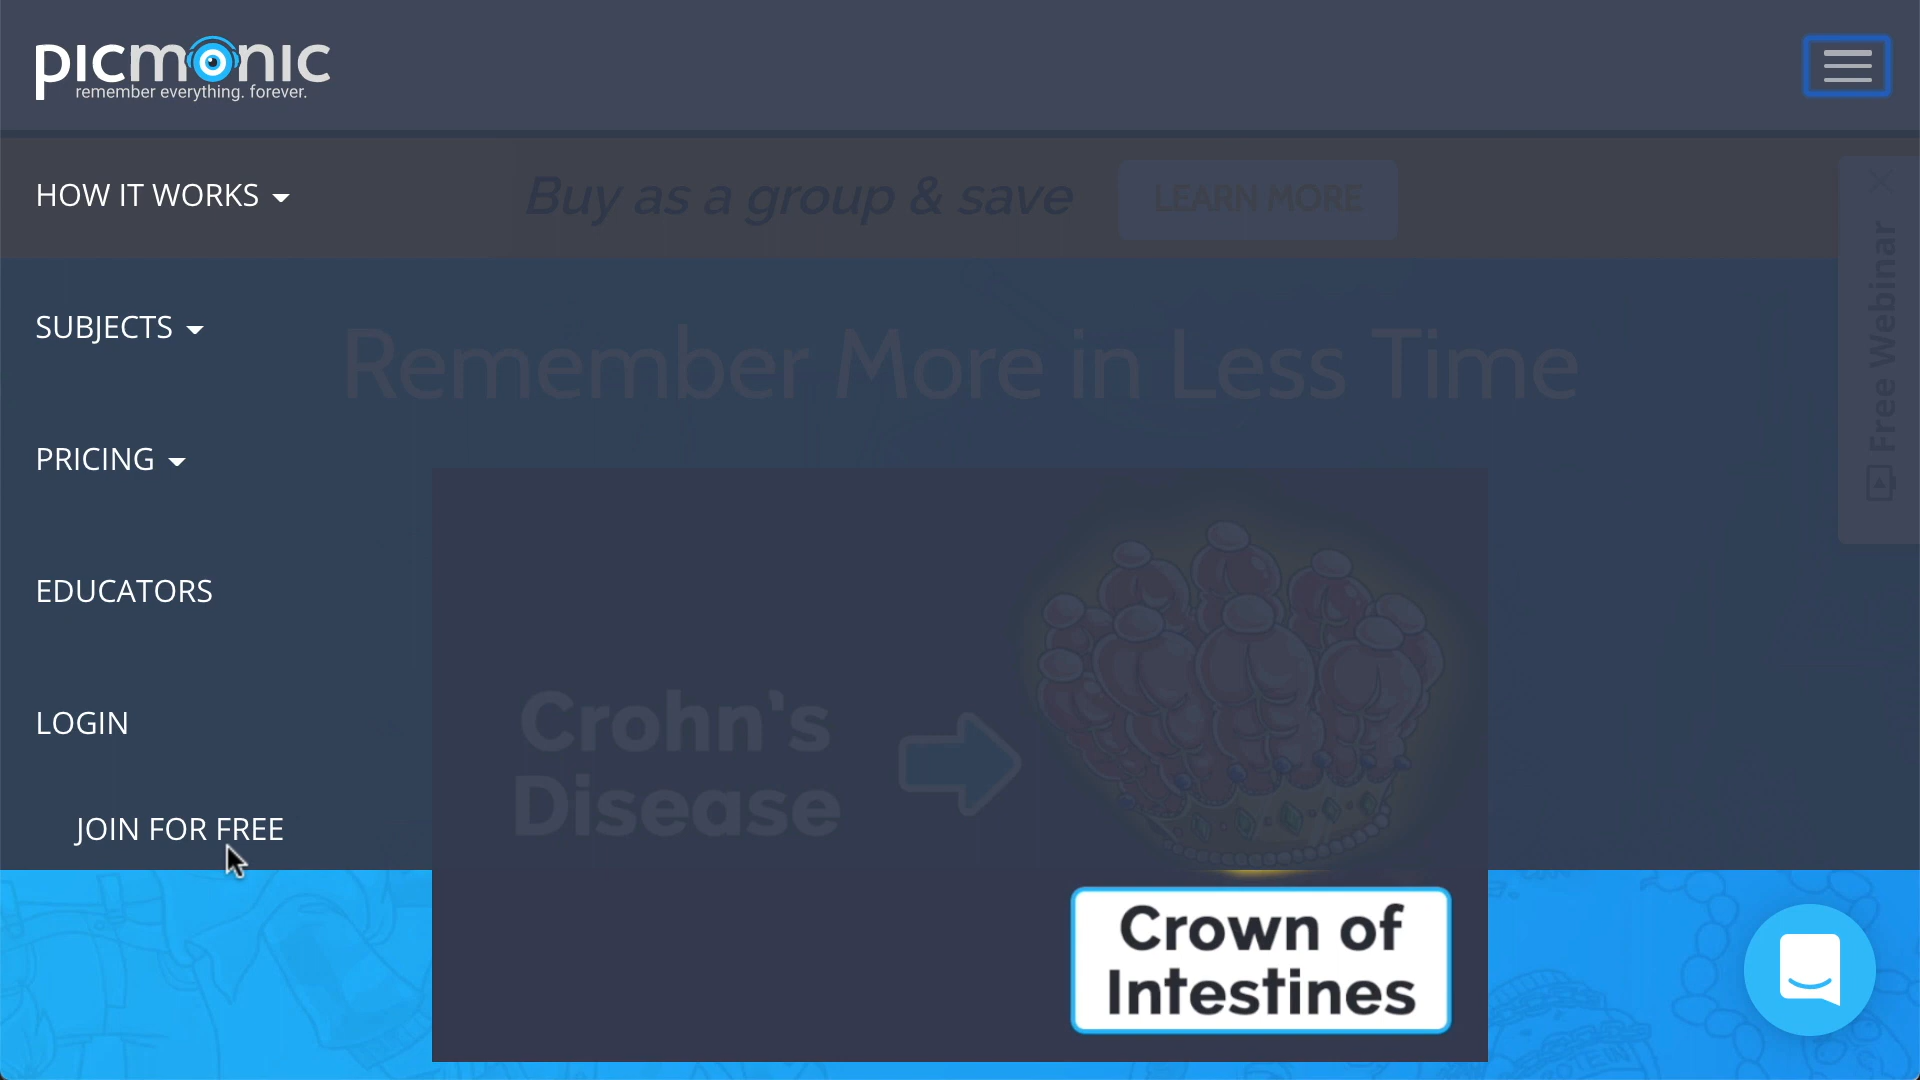 picmonic
remember everything. forever.
HOW IT WORKS
Buy as a group & save
LEARN MORE
Free Webinar
SUBJECTS
Remember More in Less Time
PRICING
EDUCATORS
LOGIN
JOIN FOR FREE
Crohn's
Disease
Crown of
Intestines